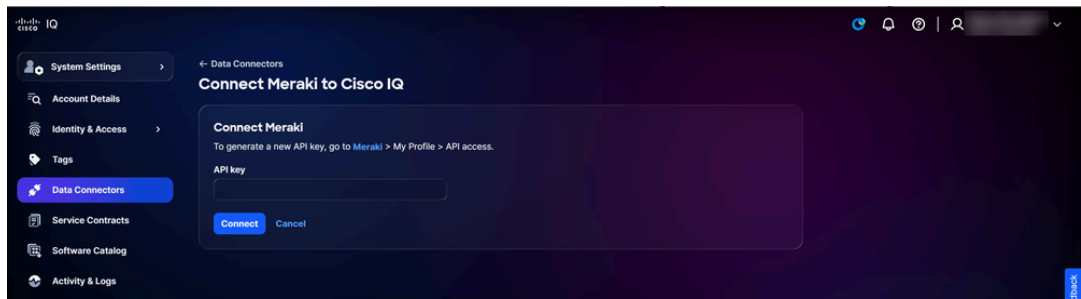 cisco IQ
System Settings
Account Details
Identity & Access
Tags
Data Connectors
Service Contracts
Software Catalog
Activity & Logs
← Data Connectors
Connect Meraki to Cisco IQ
Connect Meraki
To generate a new API key, go to Meraki > My Profile > API access.
API key
Connect Cancel